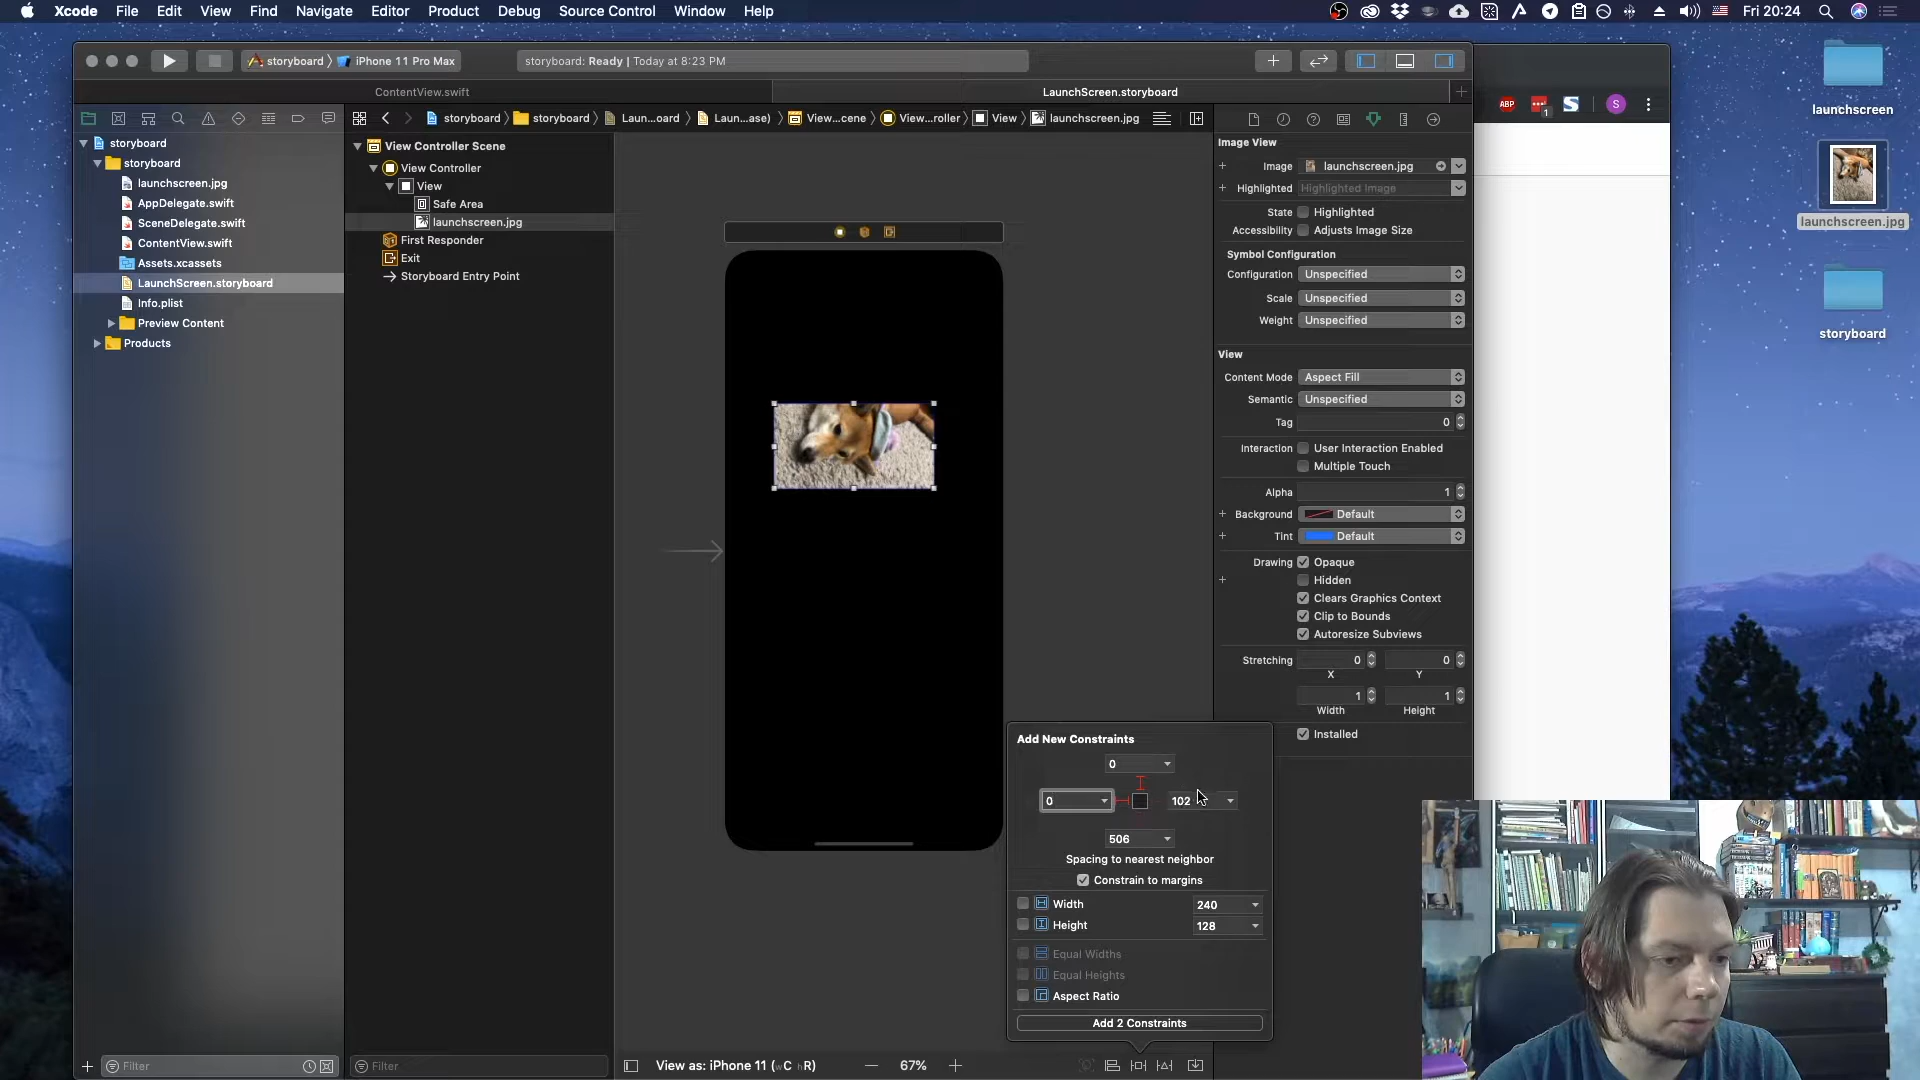 Xcode File Edit View Find Navigate Editor Product Debug Source Control Window Help
Fri 20:24
storyboard iPhone 11 Pro Max
storyboard: Ready | Today at 8:23 PM
ContentView.swift
LaunchScreen.storyboard
storyboard storyboard Laun...oard Laun...ase) View...cene View...roller View launchscreen.jpg
storyboard
storyboard
launchscreen.jpg
AppDelegate.swift
SceneDelegate.swift
ContentView.swift
Assets.xcassets
LaunchScreen.storyboard
Info.plist
Preview Content
Products
Filter
View Controller Scene
View Controller
View
Safe Area
launchscreen.jpg
First Responder
Exit
Storyboard Entry Point
Filter
View as: iPhone 11 (wC hR)
67%
Add New Constraints
0
0
102
506
Spacing to nearest neighbor
Constrain to margins
Width 240
Height 128
Equal Widths
Equal Heights
Aspect Ratio
Add 2 Constraints
Image View
Image launchscreen.jpg
Highlighted Highlighted Image
State Highlighted
Accessibility Adjusts Image Size
Symbol Configuration
Configuration Unspecified
Scale Unspecified
Weight Unspecified
View
Content Mode Aspect Fill
Semantic Unspecified
Tag 0
Interaction User Interaction Enabled
Multiple Touch
Alpha 1
Background Default
Tint Default
Drawing Opaque
Hidden
Clears Graphics Context
Clip to Bounds
Autoresize Subviews
Stretching 0 0
X Y
1 1
Width Height
Installed
ABP
1
S
S
launchscreen
launchscreen.jpg
storyboard